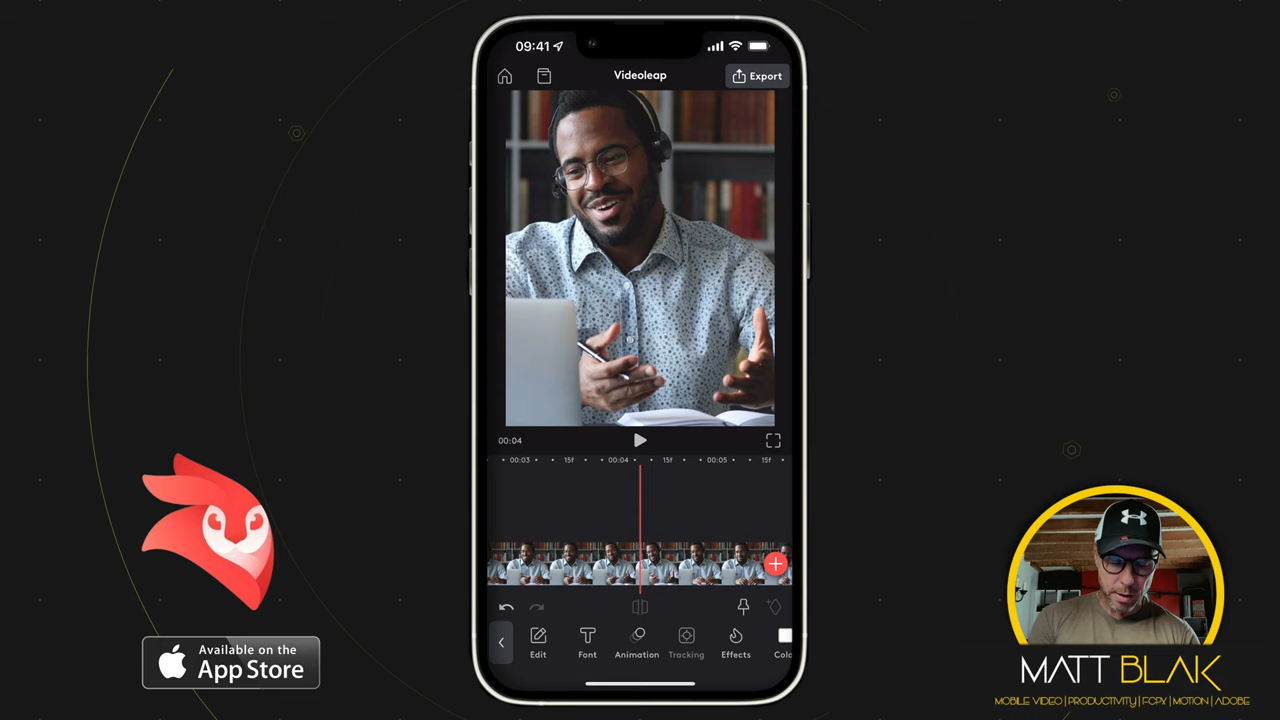 09:41
Videoleap
Export
00:04
00:03 15f 00:04 15f 00:05 15f
Edit
Font
Animation
Tracking
Effects
Colo
Available on the
App Store
MATT BLAK
MOBILE VIDEO | PRODUCTIVITY | FCPX | MOTION | ADOBE